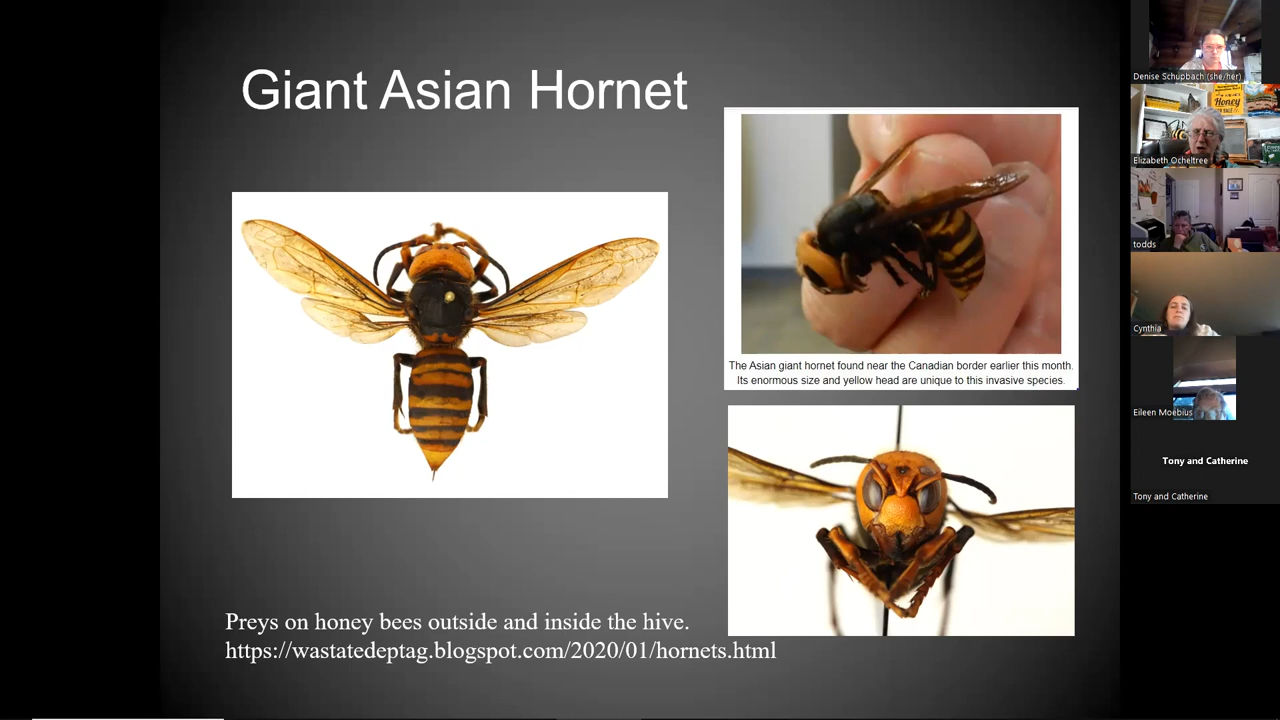 Giant Asian Hornet
The Asian giant hornet found near the Canadian border earlier this month.
Its enormous size and yellow head are unique to this invasive species.
Preys on honey bees outside and inside the hive.
https://wastatedeptag.blogspot.com/2020/01/hornets.html
Denise Schupbach (she/her)
Honey
Elizabeth Ocheltree
todds
Cynthia
Eileen Moebius
Tony and Catherine
Tony and Catherine